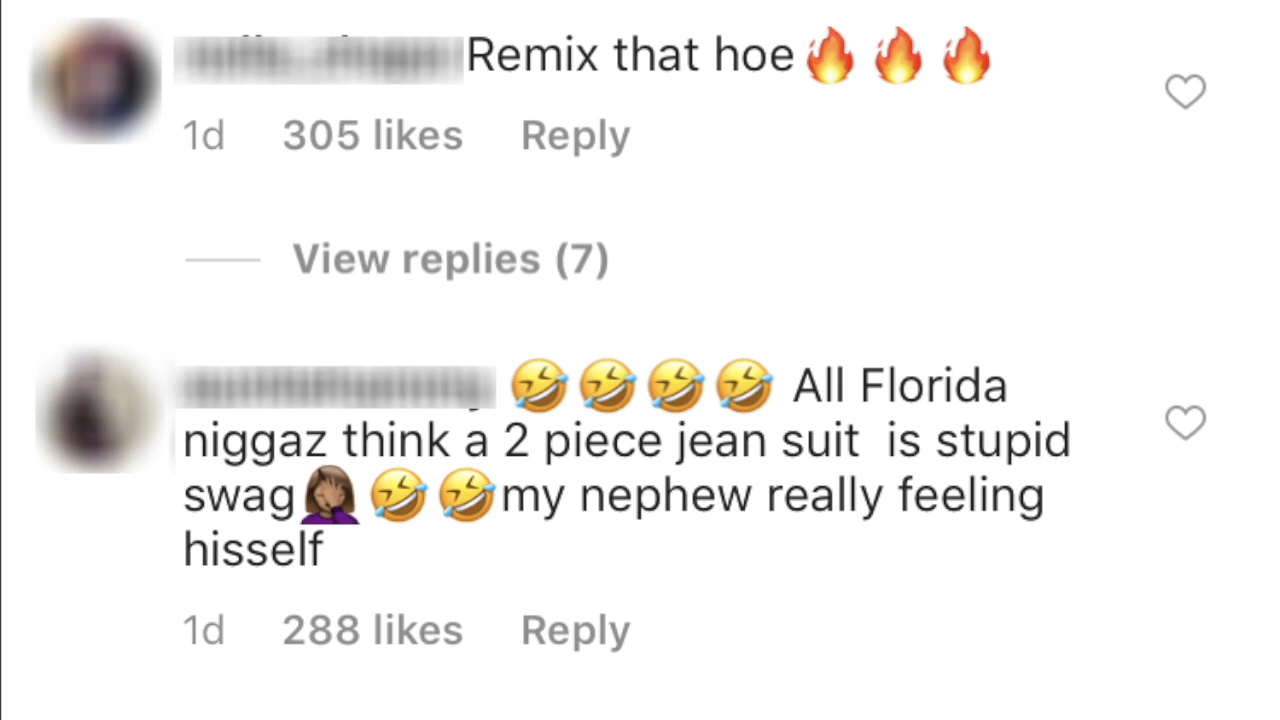 Remix that hoe🔥🔥🔥
1d 305 likes Reply
View replies (7)
🤣🤣🤣🤣 All Florida
niggaz think a 2 piece jean suit  is stupid
swag🤦🏾‍♀️🤣🤣my nephew really feeling
hisself
1d 288 likes Reply